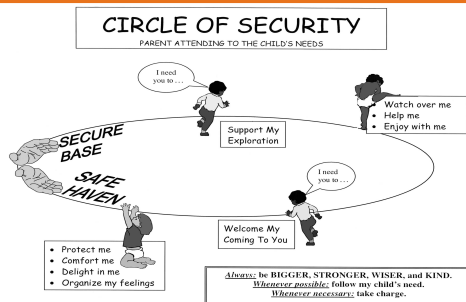 CIRCLE OF SECURITY
PARENT ATTENDING TO THE CHILD'S NEEDS
I need
you to . . .
• Watch over me
• Help me
• Enjoy with me
Support My
Exploration
SECURE
BASE
SAFE
HAVEN
I need
you to . . .
Welcome My
Coming To You
• Protect me
• Comfort me
• Delight in me
• Organize my feelings
Always: be BIGGER, STRONGER, WISER, and KIND.
Whenever possible: follow my child's need.
Whenever necessary: take charge.